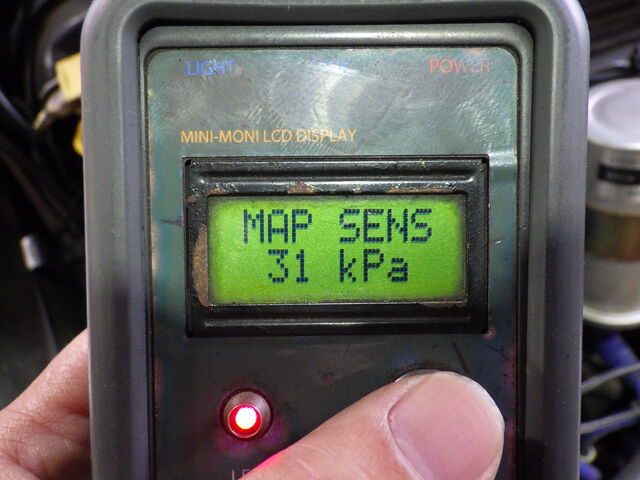 LIGHT POWER
MINI-MONI LCD DISPLAY
MAP SENS
31 kPa